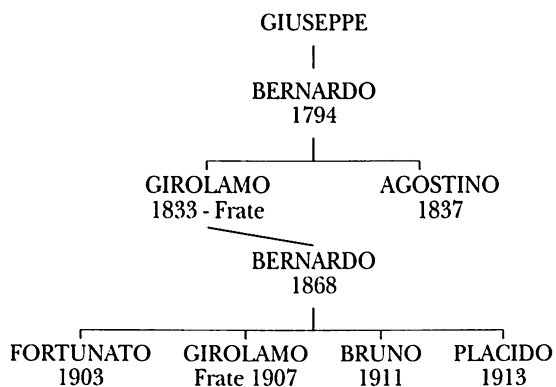 GIUSEPPE
BERNARDO
1794
GIROLAMO
1833 - Frate
AGOSTINO
1837
BERNARDO
1868
FORTUNATO
1903
GIROLAMO
Frate 1907
BRUNO
1911
PLACIDO
1913